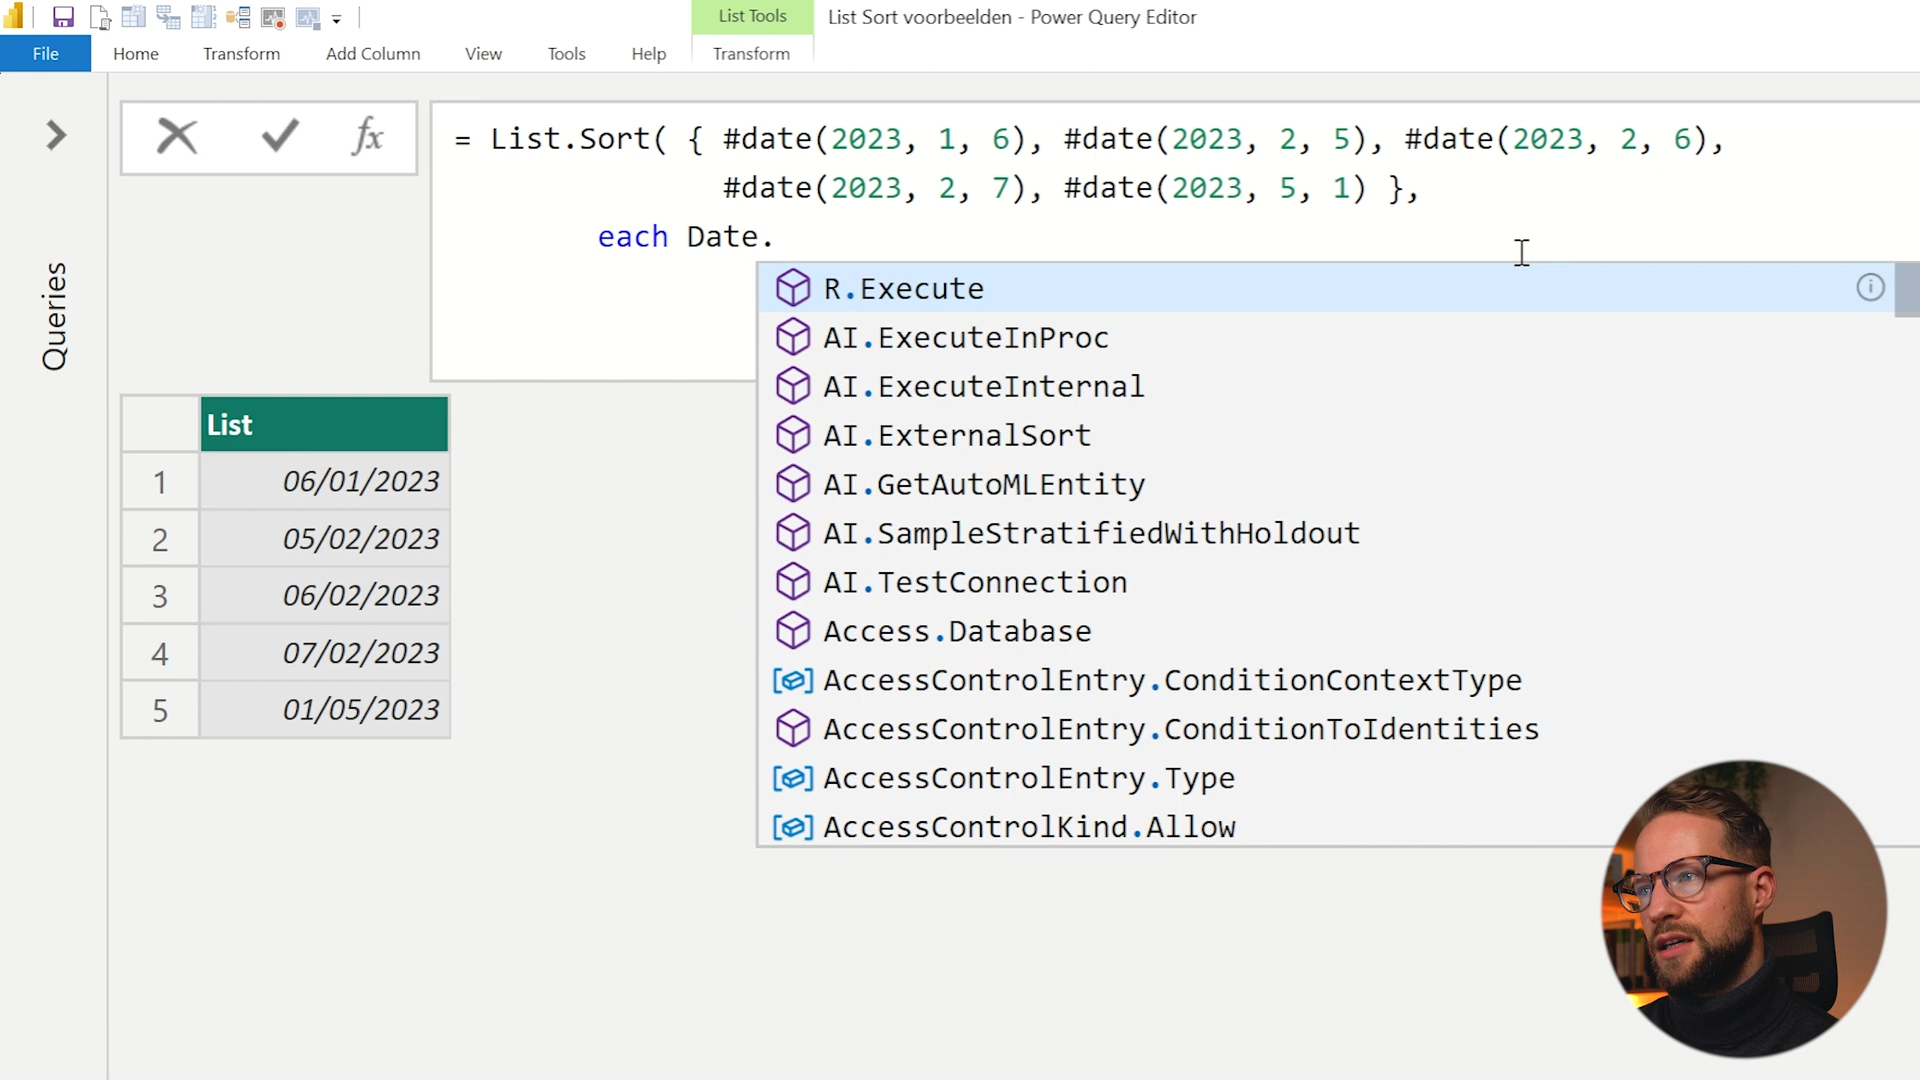 List Tools
List Sort voorbeelden - Power Query Editor
File
Home
Transform
Add Column
View
Tools
Help
Transform
fx
= List.Sort( { #date(2023, 1, 6), #date(2023, 2, 5), #date(2023, 2, 6),
#date(2023, 2, 7), #date(2023, 5, 1) },
each Date.
Queries
R.Execute
AI.ExecuteInProc
AI.ExecuteInternal
AI.ExternalSort
AI.GetAutoMLEntity
AI.SampleStratifiedWithHoldout
AI.TestConnection
Access.Database
AccessControlEntry.ConditionContextType
AccessControlEntry.ConditionToIdentities
AccessControlEntry.Type
AccessControlKind.Allow
List
1 06/01/2023
2 05/02/2023
3 06/02/2023
4 07/02/2023
5 01/05/2023